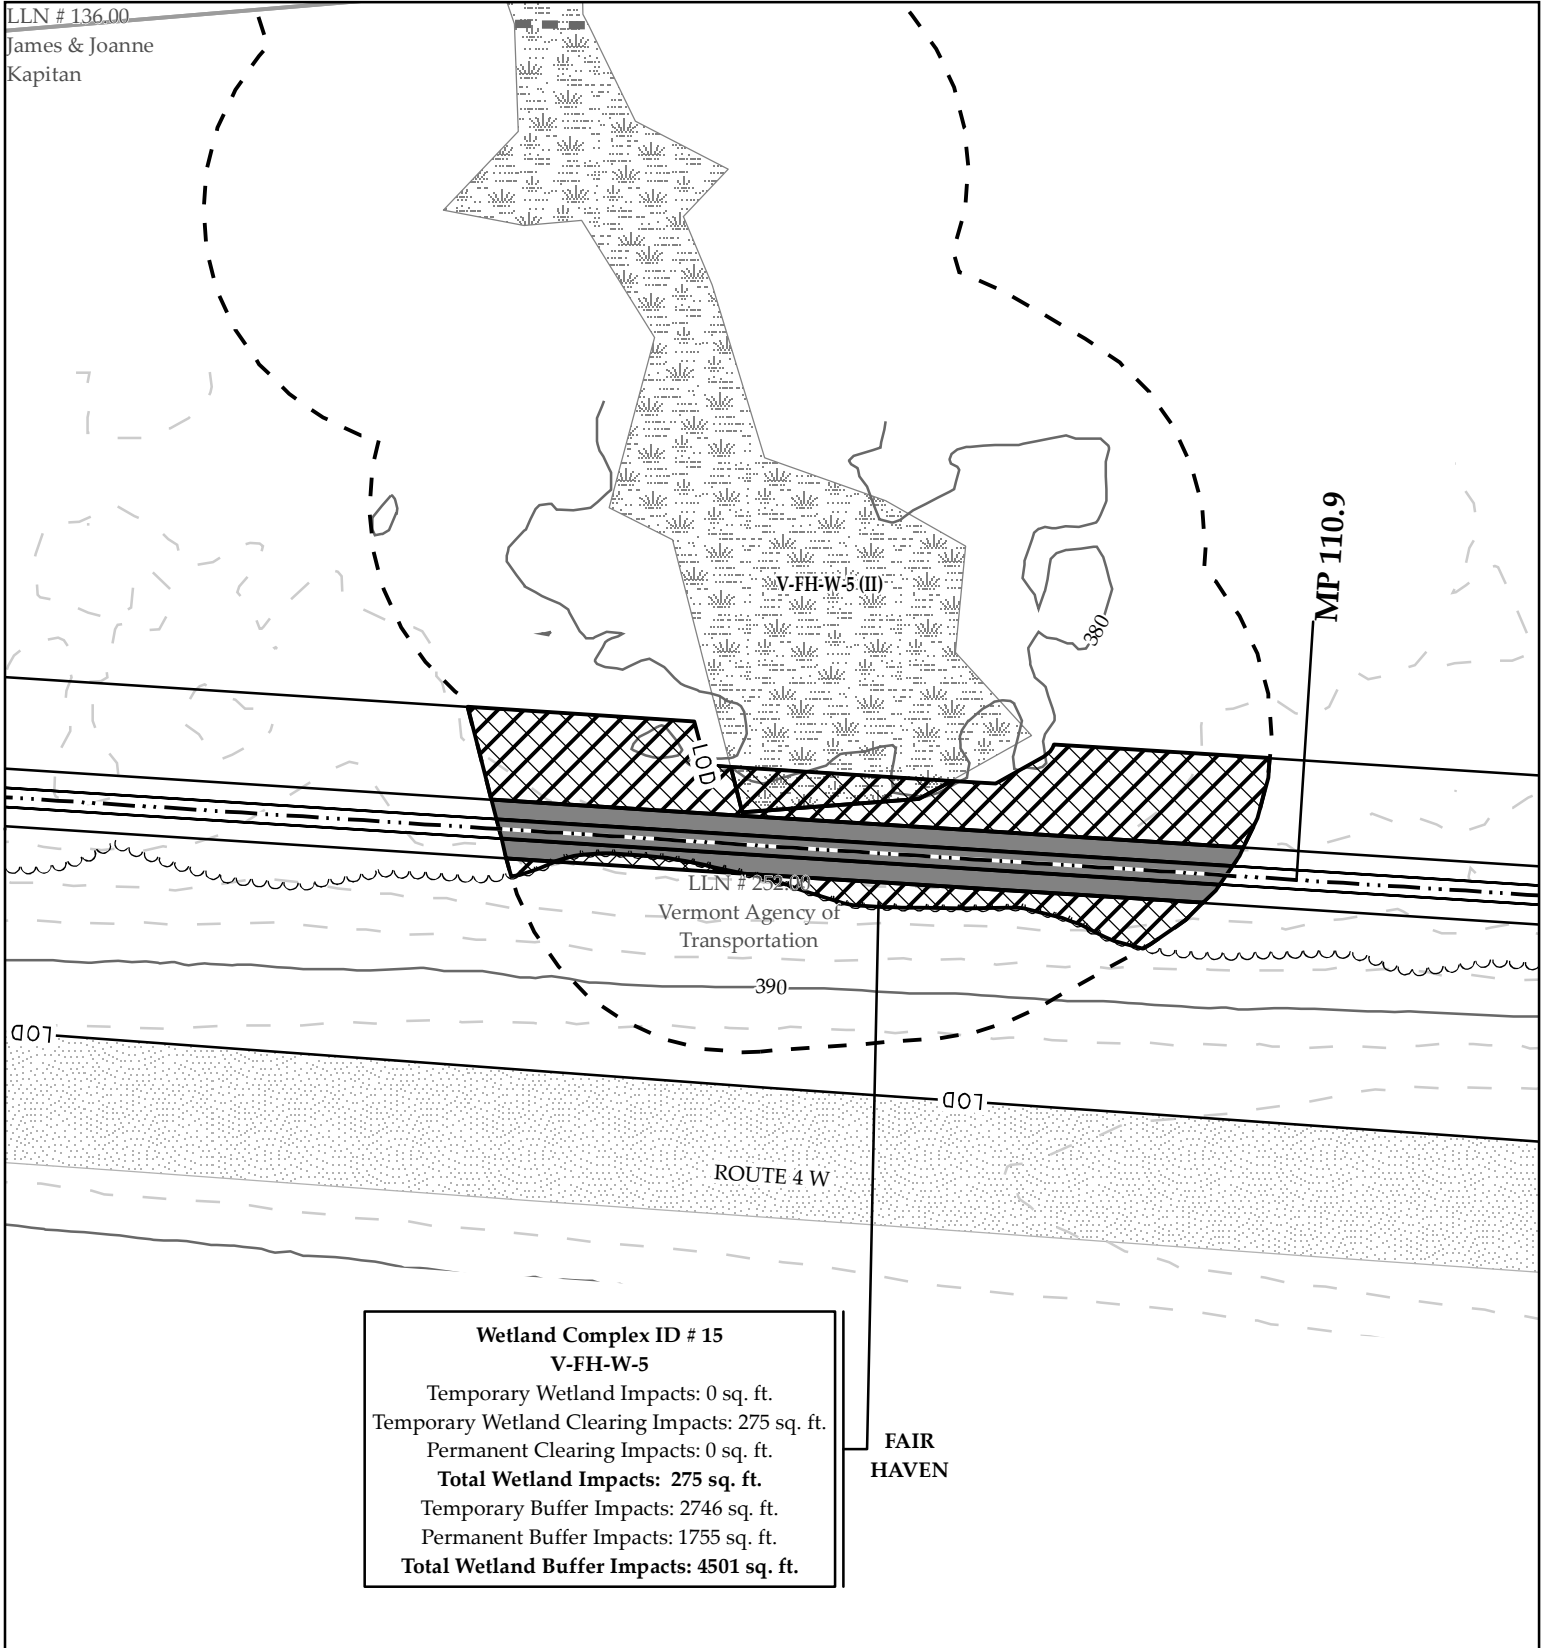 LLN # 136.00
James & Joanne
Kapitan
MP 110.9
V-FH-W-5 (II)
380
LOD
LLN # 252.00
Vermont Agency of
Transportation
390
LOD
LOD
ROUTE 4 W
Wetland Complex ID # 15
V-FH-W-5
Temporary Wetland Impacts: 0 sq. ft.
Temporary Wetland Clearing Impacts: 275 sq. ft.
Permanent Clearing Impacts: 0 sq. ft.
Total Wetland Impacts: 275 sq. ft.
Temporary Buffer Impacts: 2746 sq. ft.
Permanent Buffer Impacts: 1755 sq. ft.
Total Wetland Buffer Impacts: 4501 sq. ft.
FAIR
HAVEN